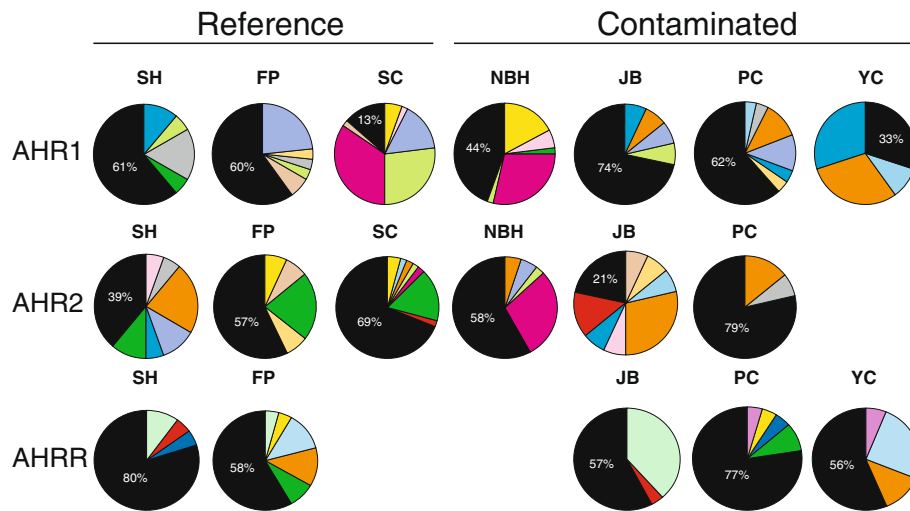 Reference Contaminated
SH FP SC NBH JB PC YC
AHR1 61% 60% 13% 44% 74% 62% 33%
SH FP SC NBH JB PC
AHR2 39% 57% 69% 58% 21% 79%
SH FP JB PC YC
AHRR 80% 58% 57% 77% 56%